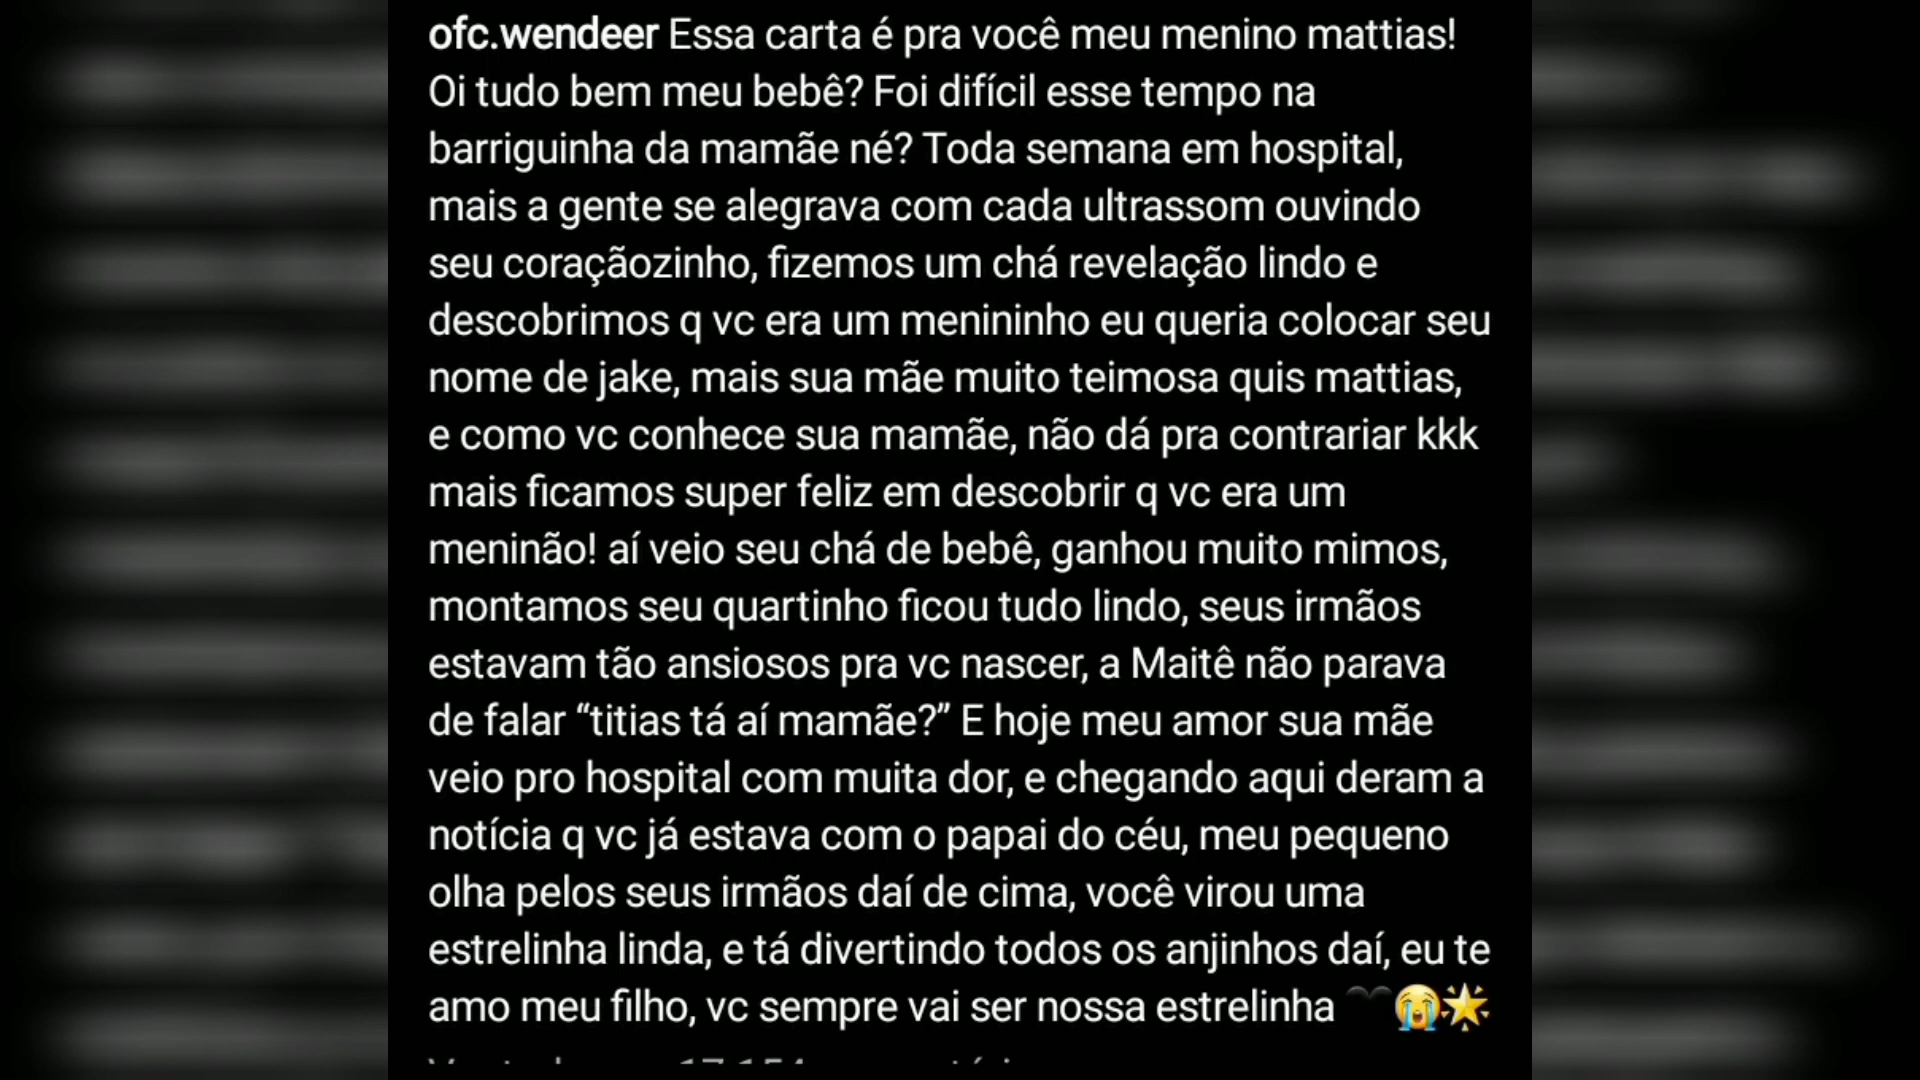 ofc.wendeer Essa carta é pra você meu menino mattias!
Oi tudo bem meu bebê? Foi difícil esse tempo na
barriguinha da mamãe né? Toda semana em hospital,
mais a gente se alegrava com cada ultrassom ouvindo
seu coraçãozinho, fizemos um chá revelação lindo e
descobrimos q vc era um menininho eu queria colocar seu
nome de jake, mais sua mãe muito teimosa quis mattias,
e como vc conhece sua mamãe, não dá pra contrariar kkk
mais ficamos super feliz em descobrir q vc era um
meninão! aí veio seu chá de bebê, ganhou muito mimos,
montamos seu quartinho ficou tudo lindo, seus irmãos
estavam tão ansiosos pra vc nascer, a Maitê não parava
de falar “titias tá aí mamãe?” E hoje meu amor sua mãe
veio pro hospital com muita dor, e chegando aqui deram a
notícia q vc já estava com o papai do céu, meu pequeno
olha pelos seus irmãos daí de cima, você virou uma
estrelinha linda, e tá divertindo todos os anjinhos daí, eu te
amo meu filho, vc sempre vai ser nossa estrelinha 🖤😭🌟